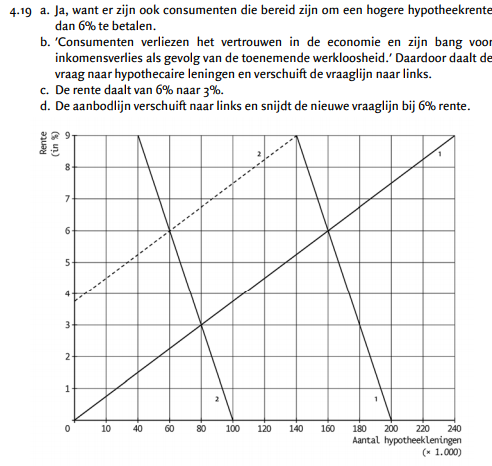 4.19 a. Ja, want er zijn ook consumenten die bereid zijn om een hogere hypotheekrente
dan 6% te betalen.
b. 'Consumenten verliezen het vertrouwen in de economie en zijn bang voor
inkomensverlies als gevolg van de toenemende werkloosheid.' Daardoor daalt de
vraag naar hypothecaire leningen en verschuift de vraaglijn naar links.
c. De rente daalt van 6% naar 3%.
d. De aanbodlijn verschuift naar links en snijdt de nieuwe vraaglijn bij 6% rente.
Rente
(in %)
9
8
7
6
5
4
3
2
1
2
1
2
1
0 10 40 60 80 100 120 140 160 180 200 220 240
Aantal hypotheekleningen
(× 1.000)